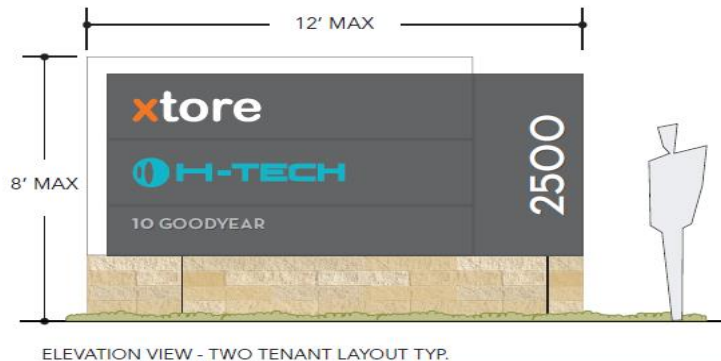 12' MAX
8' MAX
xtore
H-TECH
10 GOODYEAR
2500
ELEVATION VIEW - TWO TENANT LAYOUT TYP.